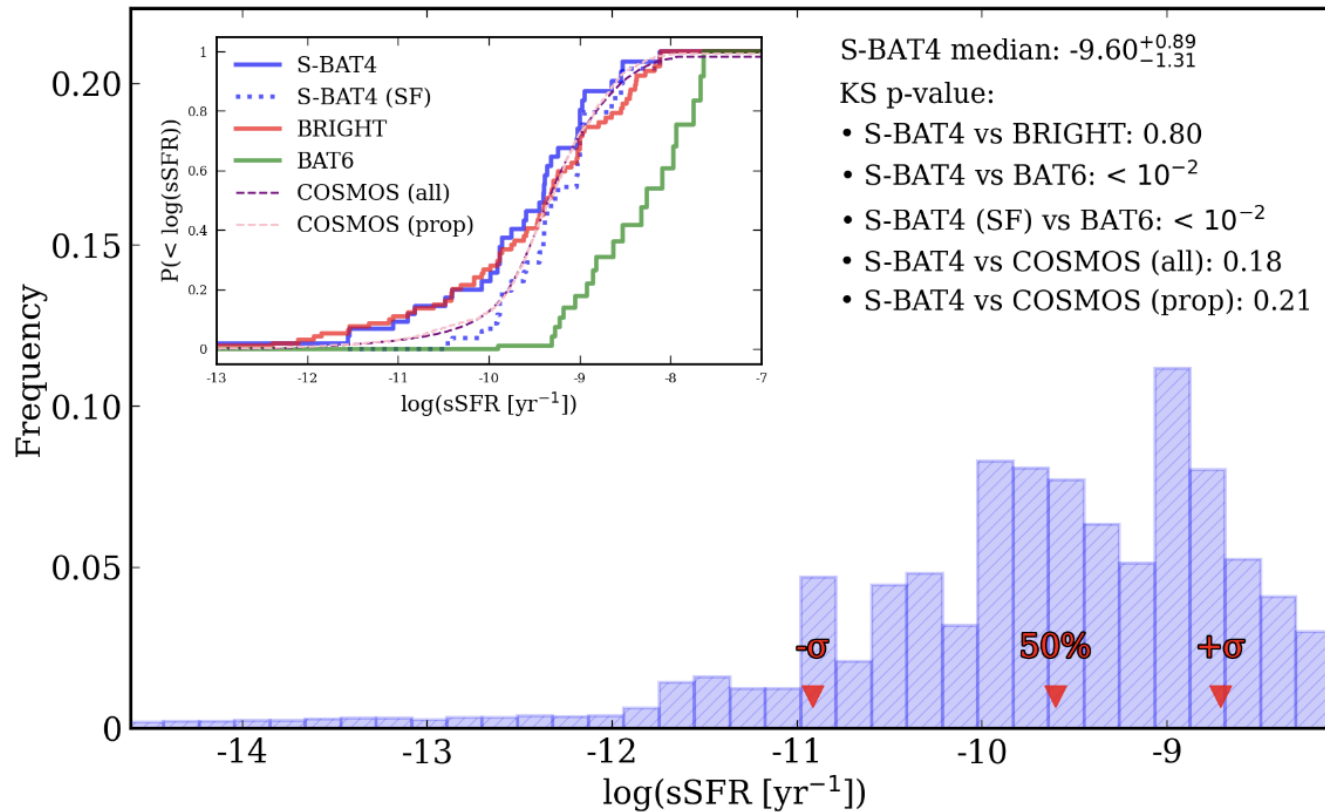 S-BAT4
S-BAT4 (SF)
BRIGHT
BAT6
COSMOS (all)
COSMOS (prop)
P(< log(sSFR))
1
0.8
0.6
0.4
0.2
0
-13 -12 -11 -10 -9 -8 -7
log(sSFR [yr⁻¹])
S-BAT4 median: -9.60+0.89−1.31
KS p-value:
• S-BAT4 vs BRIGHT: 0.80
• S-BAT4 vs BAT6: < 10⁻²
• S-BAT4 (SF) vs BAT6: < 10⁻²
• S-BAT4 vs COSMOS (all): 0.18
• S-BAT4 vs COSMOS (prop): 0.21
Frequency
0.20
0.15
0.10
0.05
0
-σ 50% +σ
-14 -13 -12 -11 -10 -9
log(sSFR [yr⁻¹])